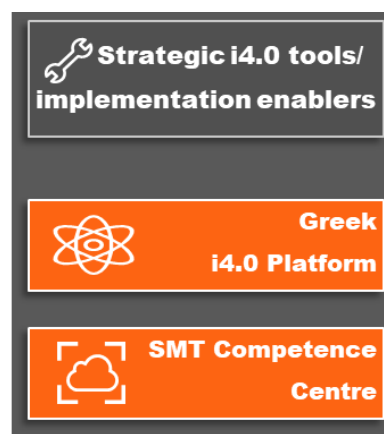 Strategic i4.0 tools/
implementation enablers
Greek
i4.0 Platform
SMT Competence
Centre